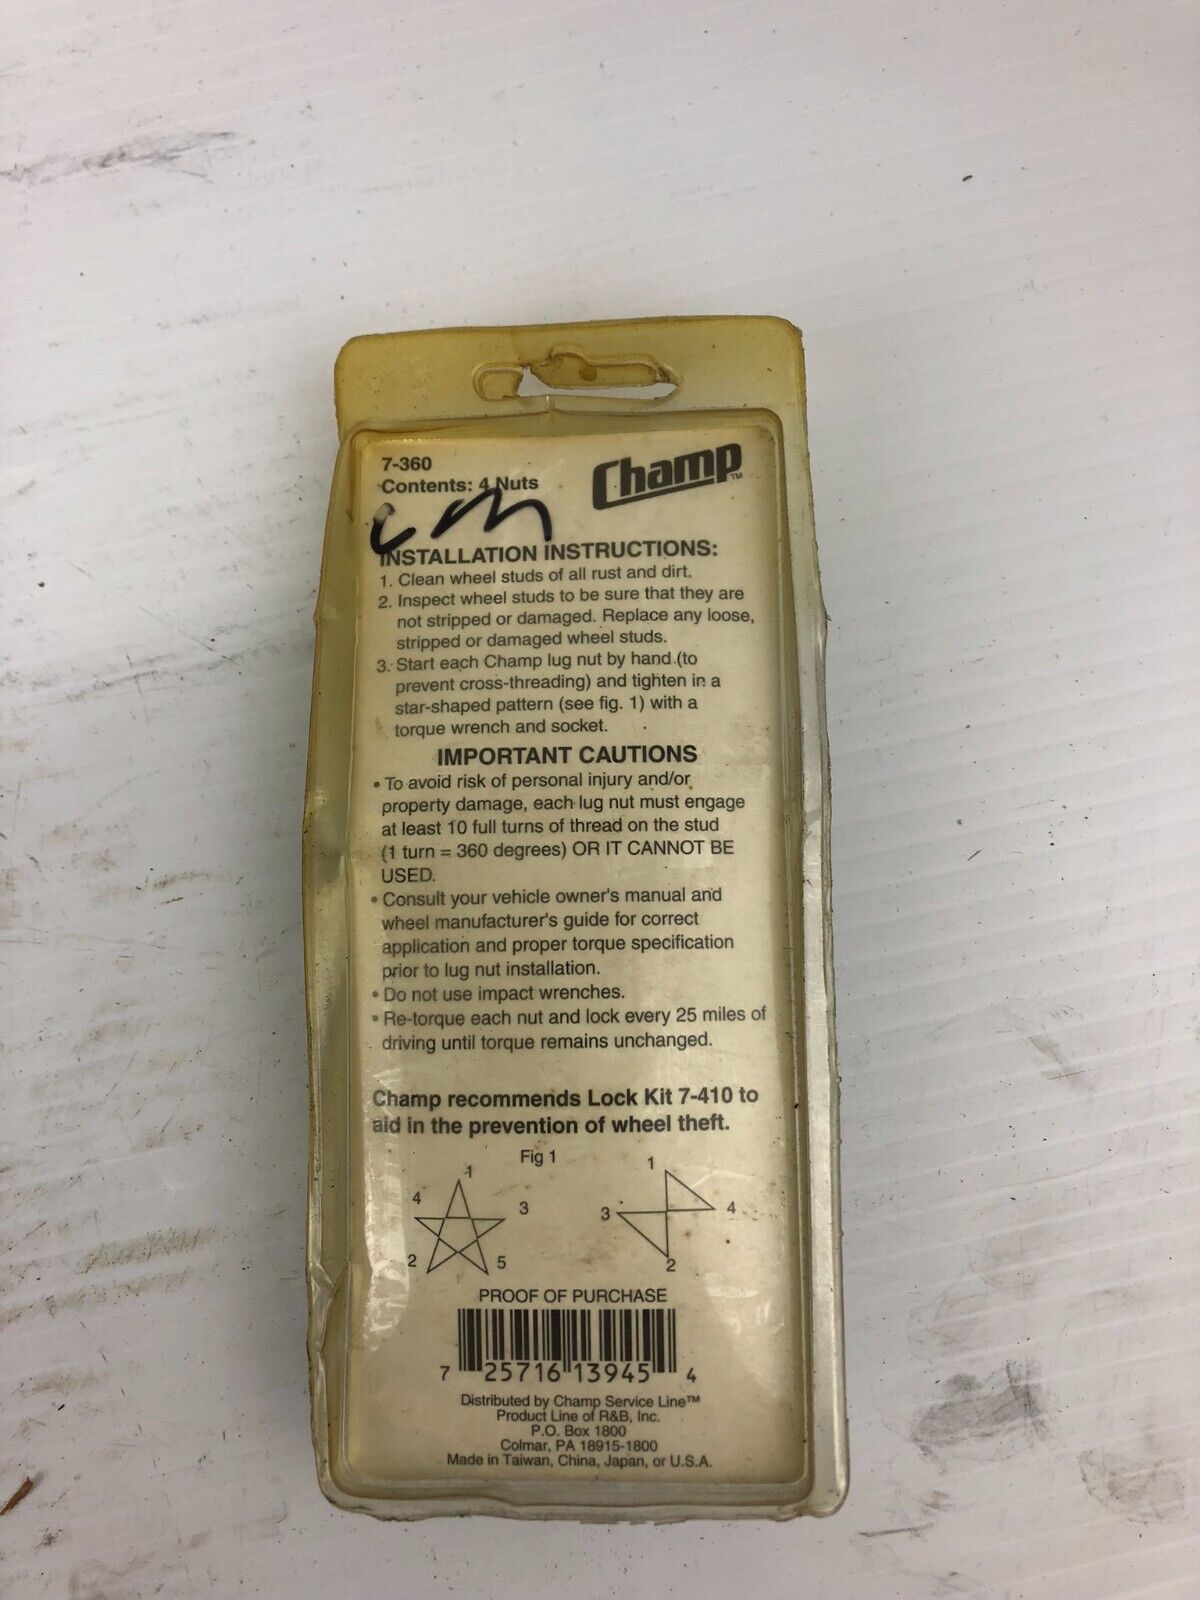 7-360
Contents: 4 Nuts
Champ™
INSTALLATION INSTRUCTIONS:
1. Clean wheel studs of all rust and dirt.
2. Inspect wheel studs to be sure that they are
not stripped or damaged. Replace any loose,
stripped or damaged wheel studs.
3. Start each Champ lug nut by hand (to
prevent cross-threading) and tighten in a
star-shaped pattern (see fig. 1) with a
torque wrench and socket.
IMPORTANT CAUTIONS
• To avoid risk of personal injury and/or
property damage, each lug nut must engage
at least 10 full turns of thread on the stud
(1 turn = 360 degrees) OR IT CANNOT BE
USED.
• Consult your vehicle owner's manual and
wheel manufacturer's guide for correct
application and proper torque specification
prior to lug nut installation.
• Do not use impact wrenches.
• Re-torque each nut and lock every 25 miles of
driving until torque remains unchanged.
Champ recommends Lock Kit 7-410 to
aid in the prevention of wheel theft.
Fig 1
1
4 3
2 5
1
3 4
2
PROOF OF PURCHASE
7 25716 13945 4
Distributed by Champ Service Line™
Product Line of R&B, Inc.
P.O. Box 1800
Colmar, PA 18915-1800
Made in Taiwan, China, Japan, or U.S.A.